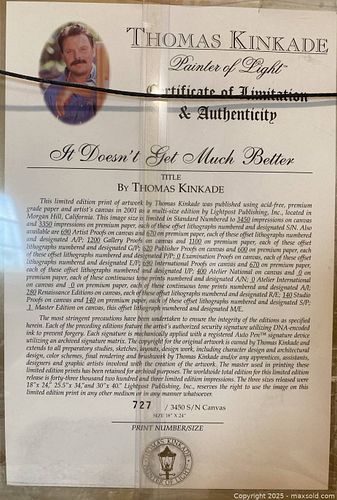 THOMAS KINKADE
Painter of Light™
Certificate of Limitation
& Authenticity
It Doesn't Get Much Better
TITLE
BY THOMAS KINKADE
This limited edition print of artwork by Thomas Kinkade was published using acid-free, premium
grade paper and artist's canvas in 2001 as a multi-size edition by Lightpost Publishing, Inc., located in
Morgan Hill, California. This image size is limited in Standard Numbered to 3450 impressions on canvas
and 3350 impressions on premium paper, each of these offset lithographs numbered and designated S/N. Also
available are 690 Artist Proofs on canvas and 670 on premium paper, each of these offset lithographs numbered
and designated A/P; 1200 Gallery Proofs on canvas and 1100 on premium paper, each of these offset
lithographs numbered and designated G/P; 620 Publisher Proofs on canvas and 600 on premium paper, each
of these offset lithographs numbered and designated P/P; 0 Examination Proofs on canvas, each of these offset
lithographs numbered and designated E/P; 690 International Proofs on canvas and 670 on premium paper,
each of these offset lithographs numbered and designated I/P; 400 Atelier National on canvas and 0 on
premium paper, each of these continuous tone prints numbered and designated A/N; 0 Atelier International
on canvas and 0 on premium paper, each of these continuous tone prints numbered and designated A/I;
280 Renaissance Editions on canvas, each of these offset lithographs numbered and designated R/E; 140 Studio
Proofs on canvas and 140 on premium paper, each of these offset lithographs numbered and designated S/P;
1 Master Edition on canvas, this offset lithograph numbered and designated M/E.
The most stringent precautions have been undertaken to ensure the integrity of the editions as specified
herein. Each of the preceding editions feature the artist's authorized security signature utilizing DNA-encoded
ink to prevent forgery. Each signature is mechanically applied with a registered Auto Pen™ signature device
utilizing an archived signature matrix. The copyright for the original artwork is owned by Thomas Kinkade and
extends to all preparatory studies, sketches, layouts, design work, including character design and architectural
design, color schemes, final rendering and brushwork by Thomas Kinkade and/or any apprentices, assistants,
designers and graphic artists involved with the creation of the artwork. The master used in printing these
limited edition prints has been retained for archival purposes. The worldwide total edition for this limited edition
release is forty-three thousand two hundred and three limited edition impressions. The three sizes released were
18" x 24," 25.5" x 34," and 30" x 40." Lightpost Publishing, Inc., reserves the right to use the image on this
limited edition print in any other medium or in any manner whatsoever.
727 / 3450 S/N Canvas
SIZE 18" X 24"
PRINT NUMBER/SIZE
THOMAS KINKADE
PAINTER OF LIGHT
Copyright 2025 - maxsold.com